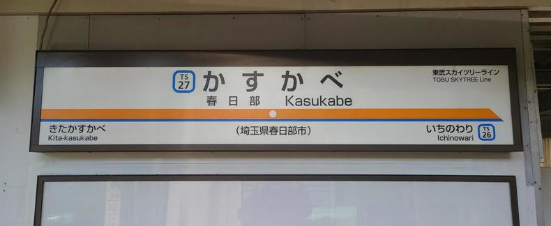 TS
27
かすかべ
春日部 Kasukabe
東武スカイツリーライン
TOBU SKYTREE Line
きたかすかべ
Kita-kasukabe
(埼玉県春日部市)
いちのわり
Ichinowari
TS
26